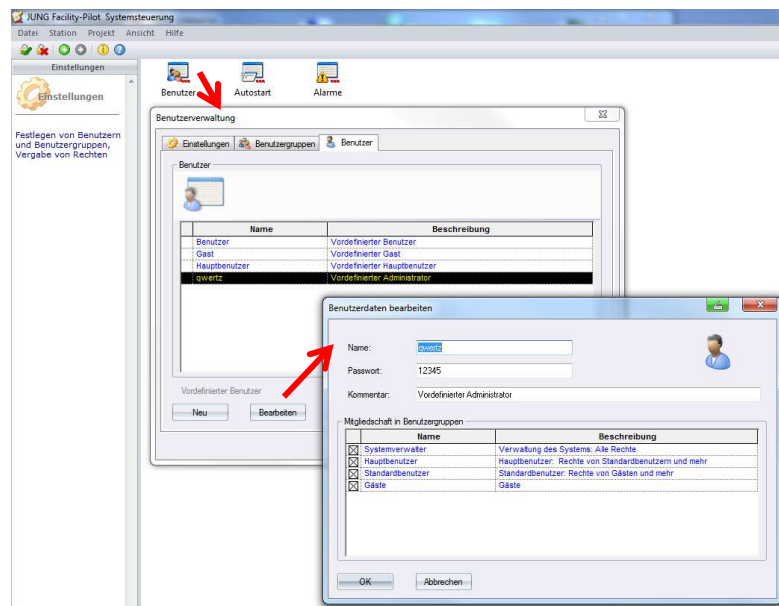 JUNG Facility-Pilot Systemsteuerung
Datei Station Projekt Ansicht Hilfe
Einstellungen
Einstellungen
Festlegen von Benutzern
und Benutzergruppen,
Vergabe von Rechten
Benutzer Autostart Alarme
Benutzerverwaltung
Einstellungen Benutzergruppen Benutzer
Benutzer
Name Beschreibung
Benutzer Vordefinierter Benutzer
Gast Vordefinierter Gast
Hauptbenutzer Vordefinierter Hauptbenutzer
qwertz Vordefinierter Administrator
Vordefinierter Benutzer
Neu Bearbeiten
Benutzerdaten bearbeiten
Name: qwertz
Passwort: 12345
Kommentar: Vordefinierter Administrator
Mitgliedschaft in Benutzergruppen
Name Beschreibung
Systemverwalter Verwaltung des Systems: Alle Rechte
Hauptbenutzer Hauptbenutzer: Rechte von Standardbenutzern und mehr
Standardbenutzer Standardbenutzer: Rechte von Gästen und mehr
Gäste Gäste
OK Abbrechen